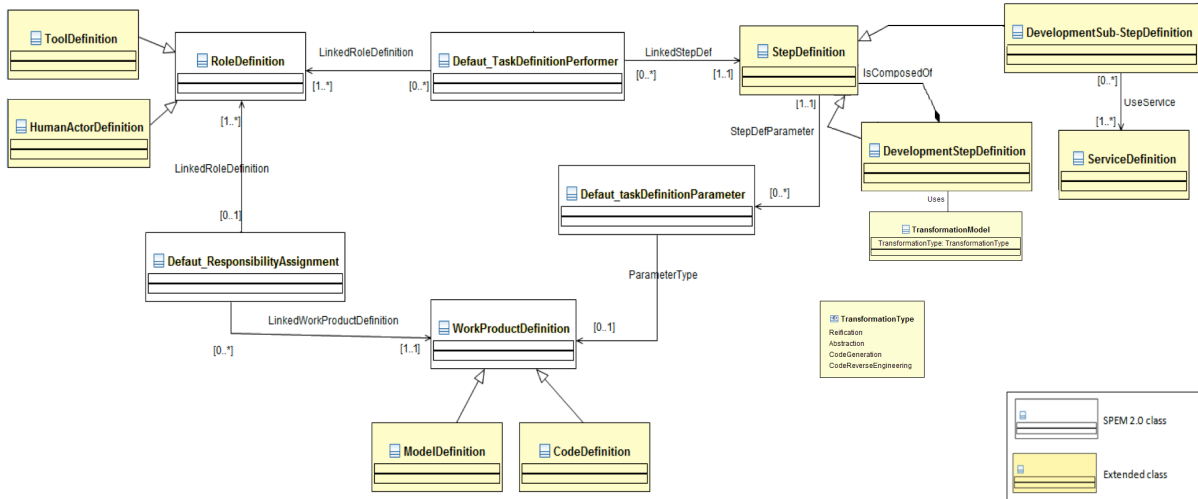 ToolDefinition
RoleDefinition
LinkedRoleDefinition
[1..*]
[0..*]
Defaut_TaskDefinitionPerformer
LinkedStepDef
[0..*]
[1..1]
StepDefinition
DevelopmentSub-StepDefinition
IsComposedOf
[0..*]
UseService
[1..*]
HumanActorDefinition
[1..*]
LinkedRoleDefinition
[0..1]
[1..1]
StepDefParameter
DevelopmentStepDefinition
ServiceDefinition
Defaut_taskDefinitionParameter
[0..*]
Uses
TransformationModel
TransformationType: TransformationType
Defaut_ResponsibilityAssignment
ParameterType
LinkedWorkProductDefinition
[0..*]
[1..1]
WorkProductDefinition
[0..1]
TransformationType
Reification
Abstraction
CodeGeneration
CodeReverseEngineering
ModelDefinition
CodeDefinition
SPEM 2.0 class
Extended class